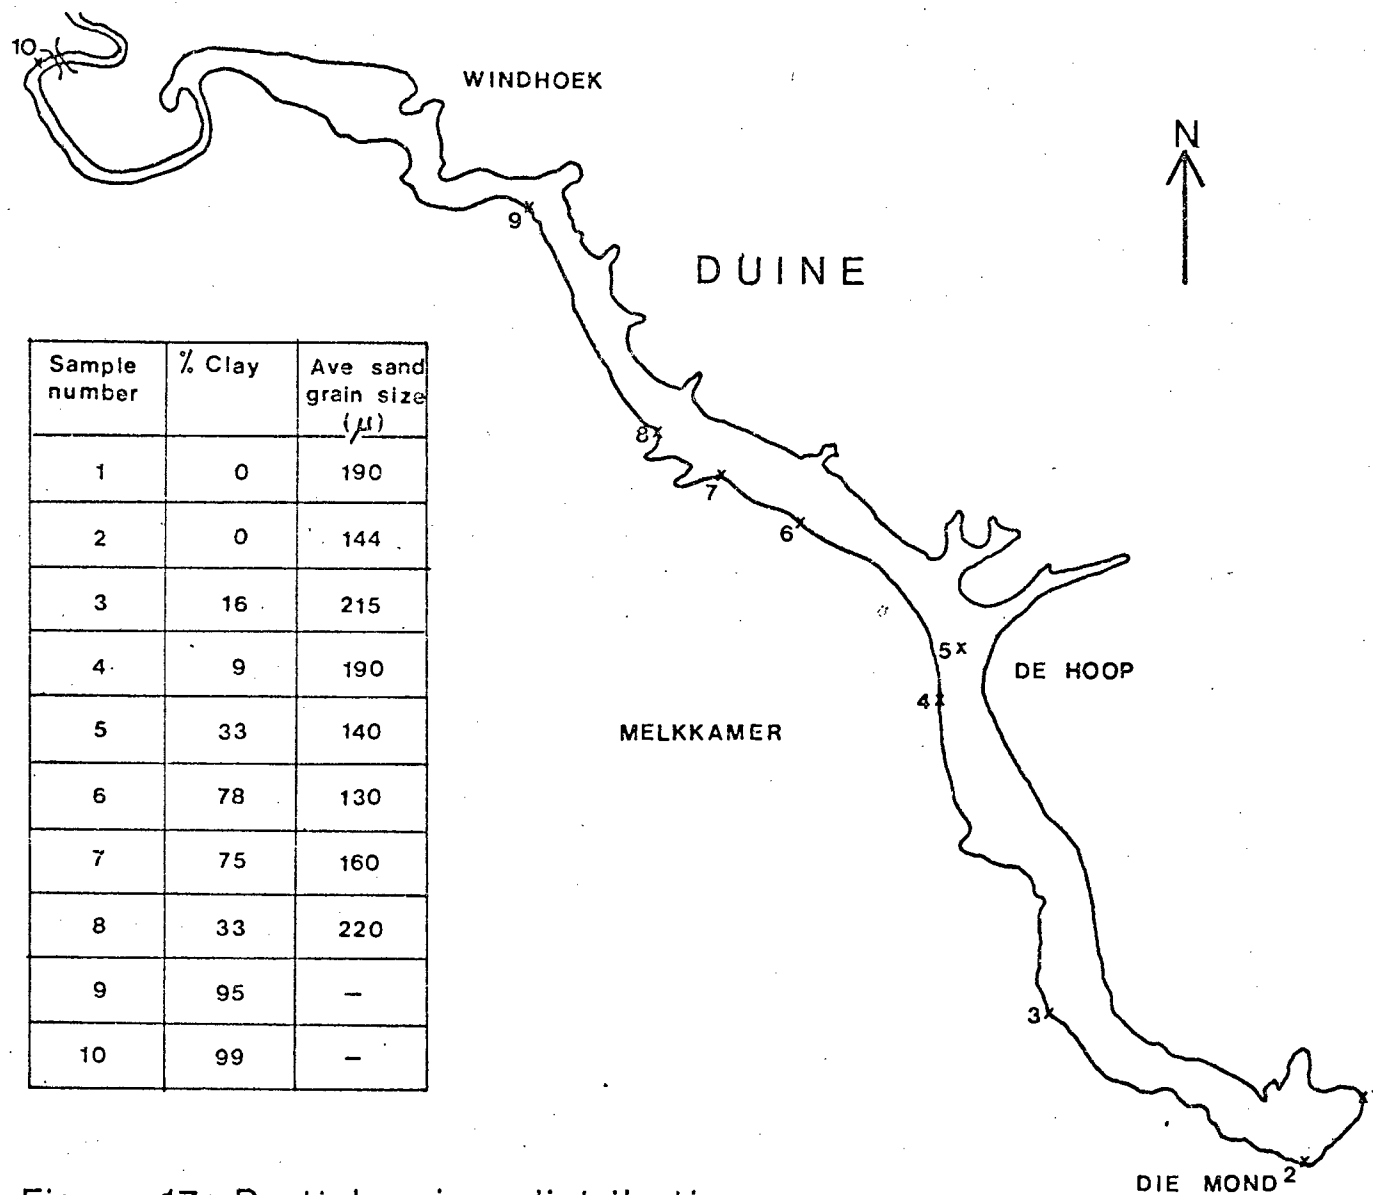 10
WINDHOEK
N
9
DUINE
Sample number | % Clay | Ave sand grain size (µ)
1 | 0 | 190
2 | 0 | 144
3 | 16 | 215
4 | 9 | 190
5 | 33 | 140
6 | 78 | 130
7 | 75 | 160
8 | 33 | 220
9 | 95 | –
10 | 99 | –
8
7
6
5
DE HOOP
4
MELKKAMER
3
2
DIE MOND